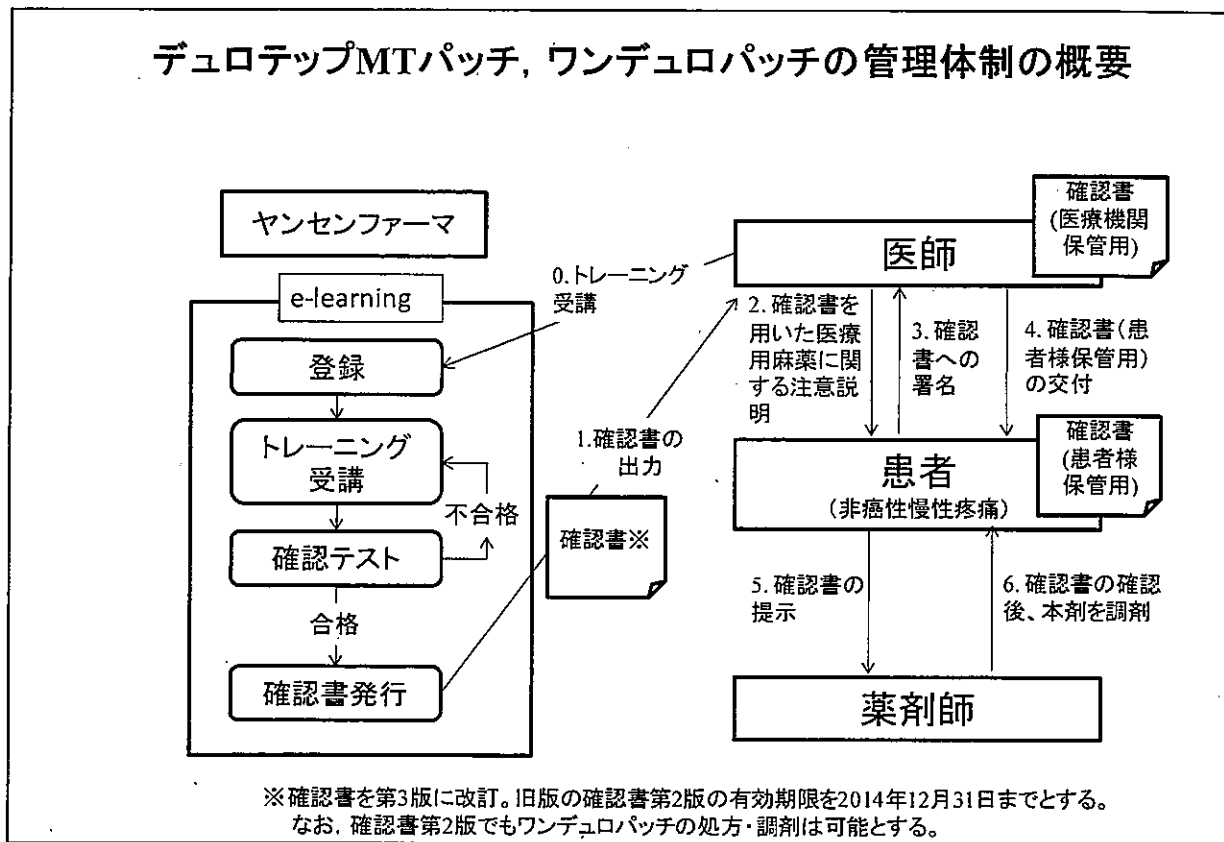 デュロテップMTパッチ, ワンデュロパッチの管理体制の概要
ヤンセンファーマ
e-learning
登録
トレーニング
受講
確認テスト
不合格
合格
確認書発行
0.トレーニング
受講
1.確認書の
出力
確認書※
医師
確認書
(医療機関
保管用)
2.確認書を
用いた医療
用麻薬に関
する注意説
明
3.確認
書への
署名
4.確認書(患
者様保管用)
の交付
患者
(非癌性慢性疼痛)
確認書
(患者様
保管用)
5.確認書の
提示
6.確認書の確認
後、本剤を調剤
薬剤師
※確認書を第3版に改訂。旧版の確認書第2版の有効期限を2014年12月31日までとする。
なお, 確認書第2版でもワンデュロパッチの処方・調剤は可能とする。